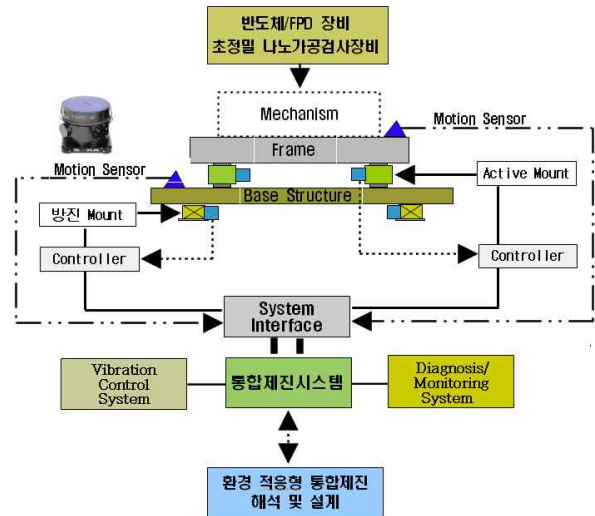 반도체/FPD 장비
초정밀 나노가공검사장비
Mechanism
Motion Sensor
Frame
Motion Sensor
Active Mount
Base Structure
방진 Mount
Controller
Controller
System
Interface
Vibration
Control
System
통합제진시스템
Diagnosis/
Monitoring
System
환경 적응형 통합제진
해석 및 설계